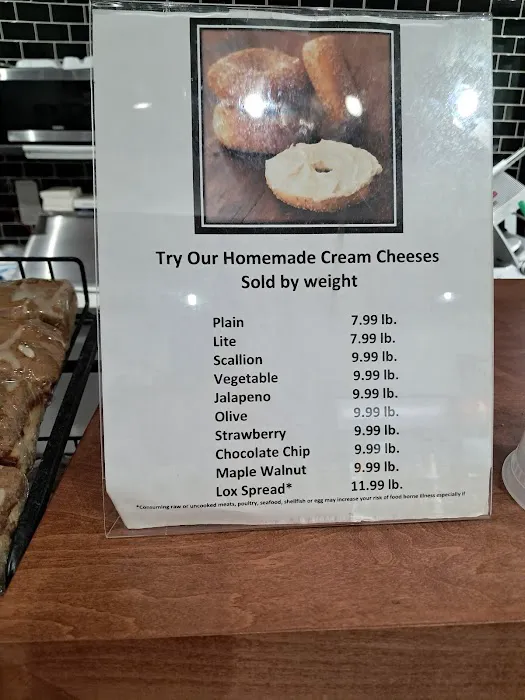 Try Our Homemade Cream Cheeses
Sold by weight
Plain 7.99 lb.
Lite 7.99 lb.
Scallion 9.99 lb.
Vegetable 9.99 lb.
Jalapeno 9.99 lb.
Olive 9.99 lb.
Strawberry 9.99 lb.
Chocolate Chip 9.99 lb.
Maple Walnut 9.99 lb.
Lox Spread* 11.99 lb.
*Consuming raw or uncooked meats, poultry, seafood, shellfish or egg may increase your risk of food borne illness especially if